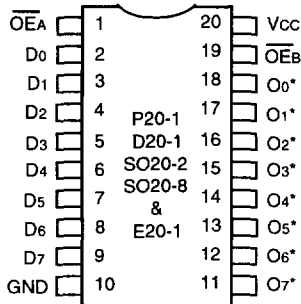 O̅E̅A 1 20 VCC
D0 2 19 O̅E̅B
D1 3 18 O0*
D2 4 17 O1*
P20-1
D3 5 D20-1 16 O2*
D4 6 SO20-2 15 O3*
SO20-8
D5 7 14 O4*
&
D6 8 E20-1 13 O5*
D7 9 12 O6*
GND 10 11 O7*